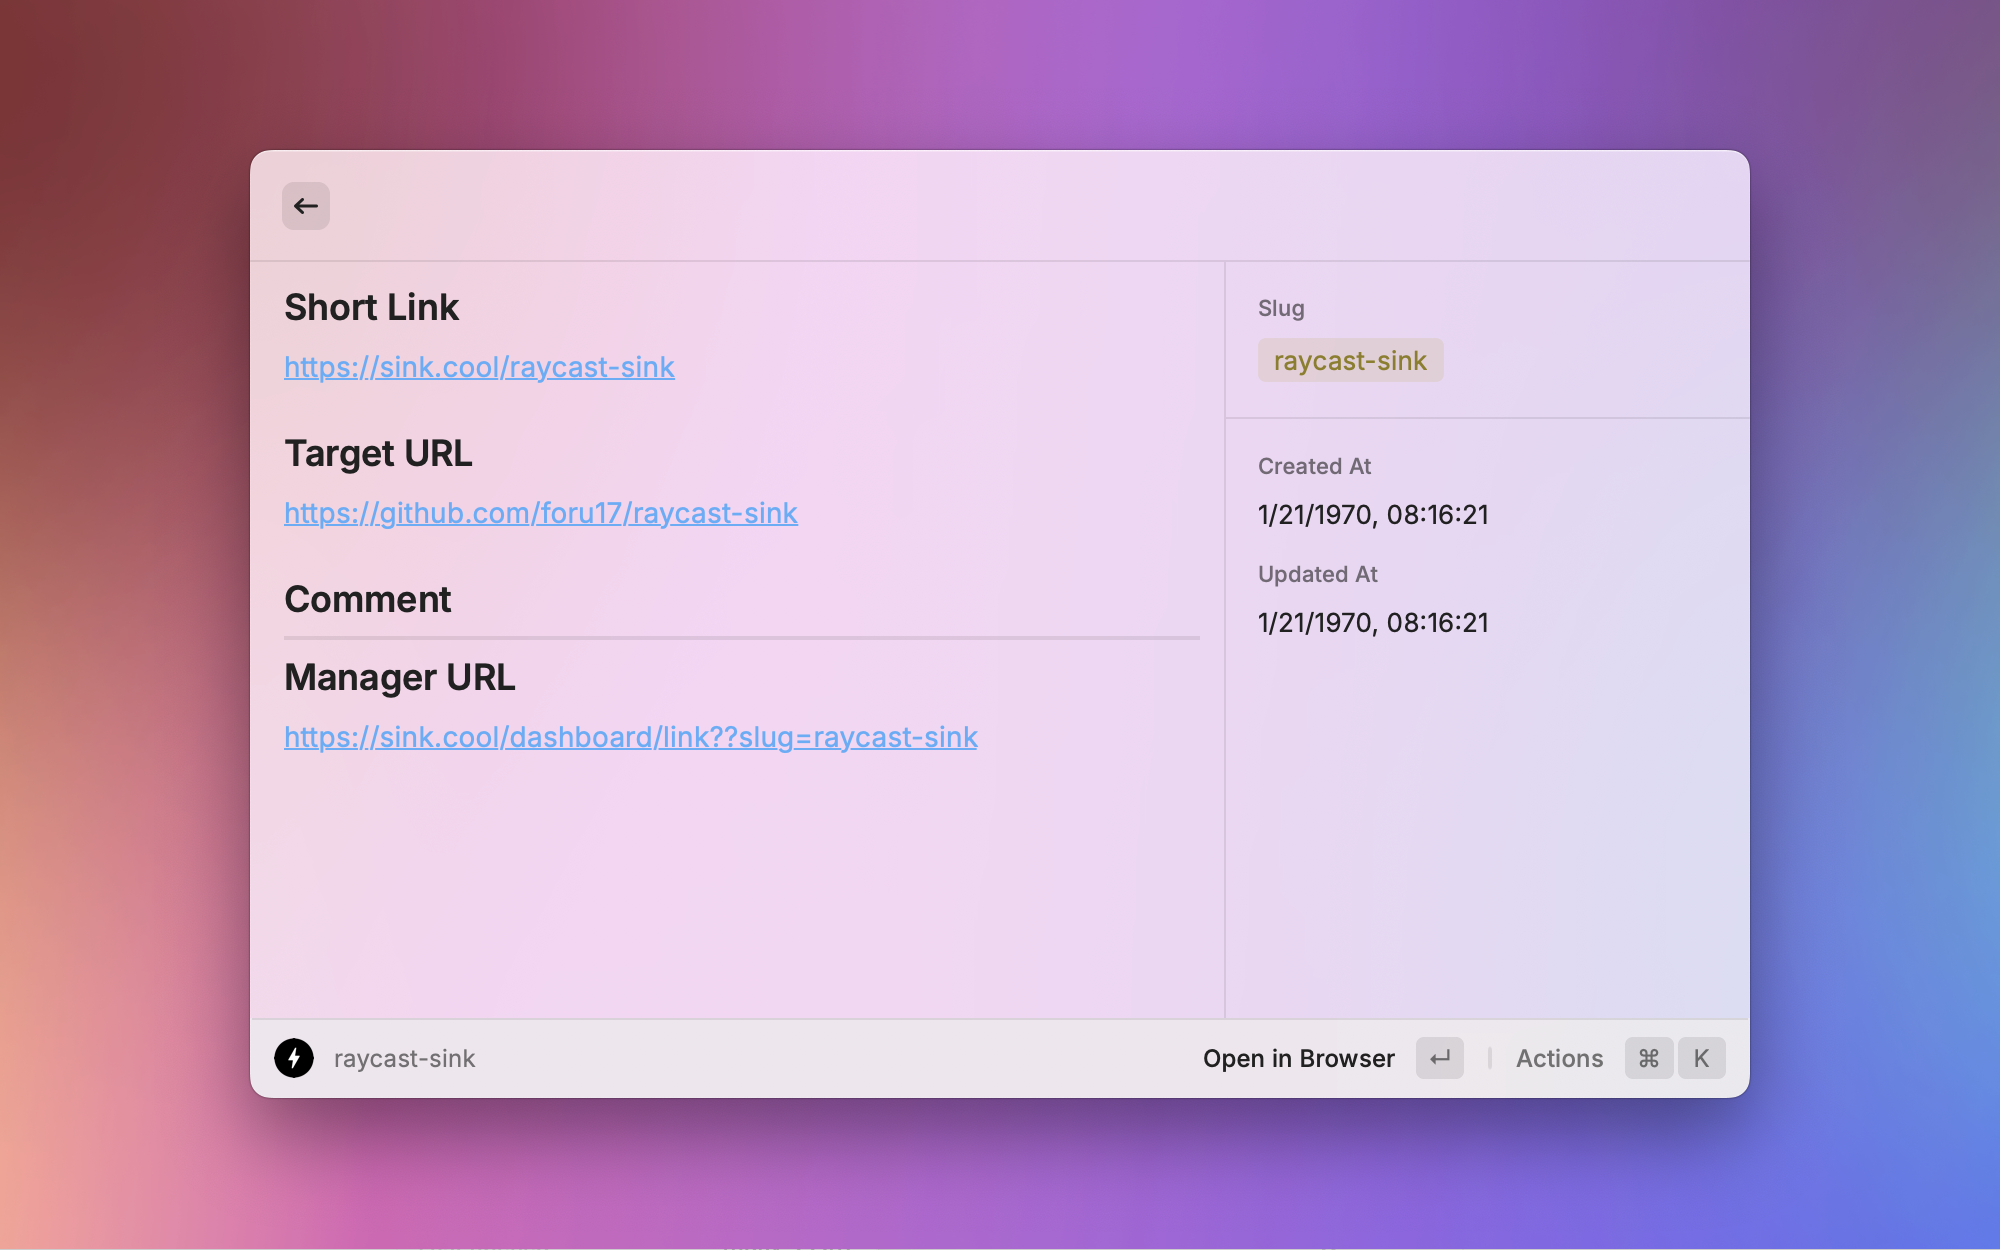 Short Link
https://sink.cool/raycast-sink
Target URL
https://github.com/foru17/raycast-sink
Comment
Manager URL
https://sink.cool/dashboard/link??slug=raycast-sink
Slug
raycast-sink
Created At
1/21/1970, 08:16:21
Updated At
1/21/1970, 08:16:21
raycast-sink
Open in Browser ↵ | Actions ⌘ K